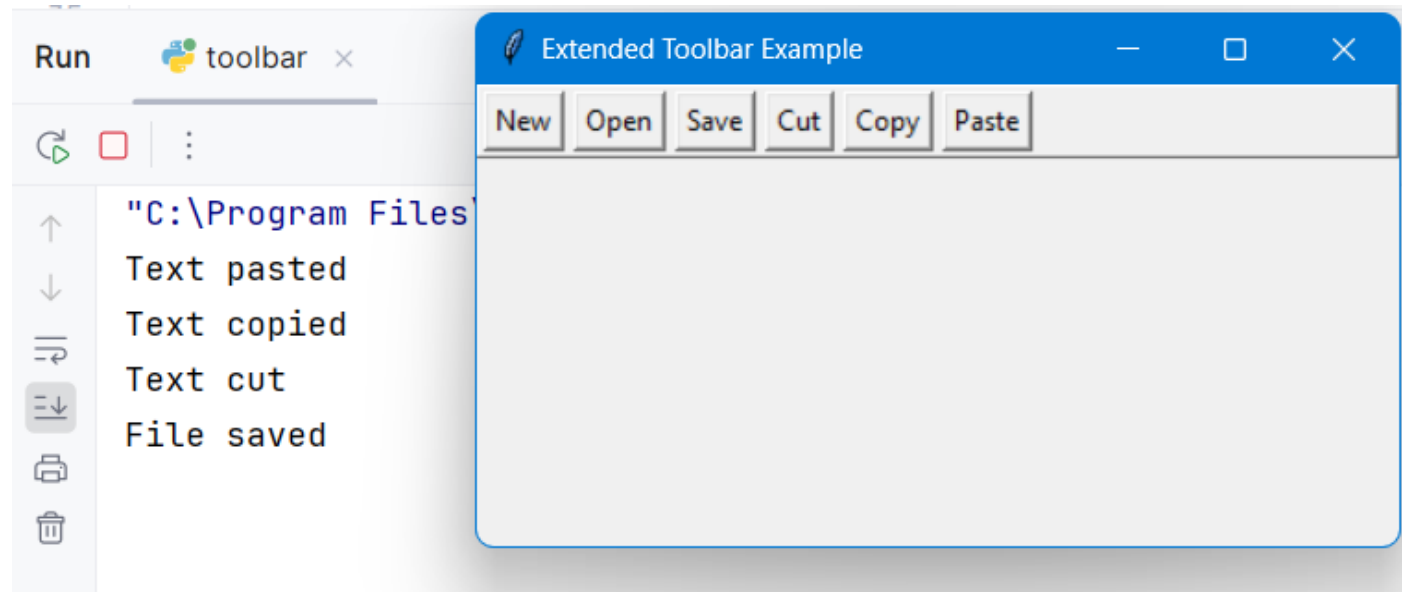 Run toolbar
"C:\Program Files\
Text pasted
Text copied
Text cut
File saved
Extended Toolbar Example
New Open Save Cut Copy Paste